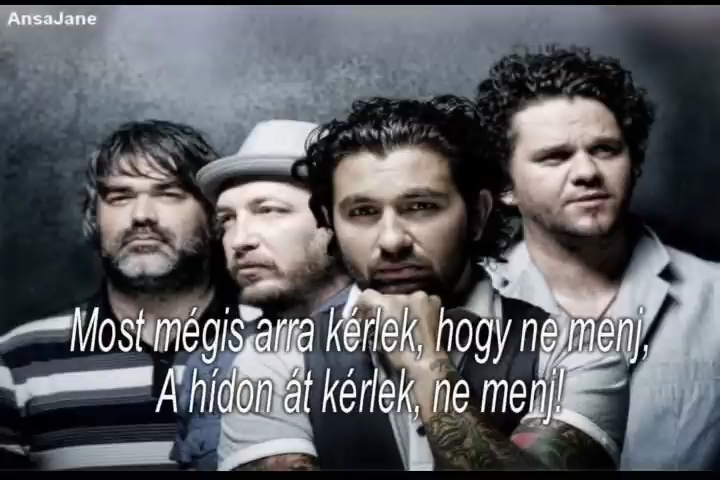 AnsaJane
Most mégis arra kérlek, hogy ne menj,
A hídon át kérlek, ne menj!